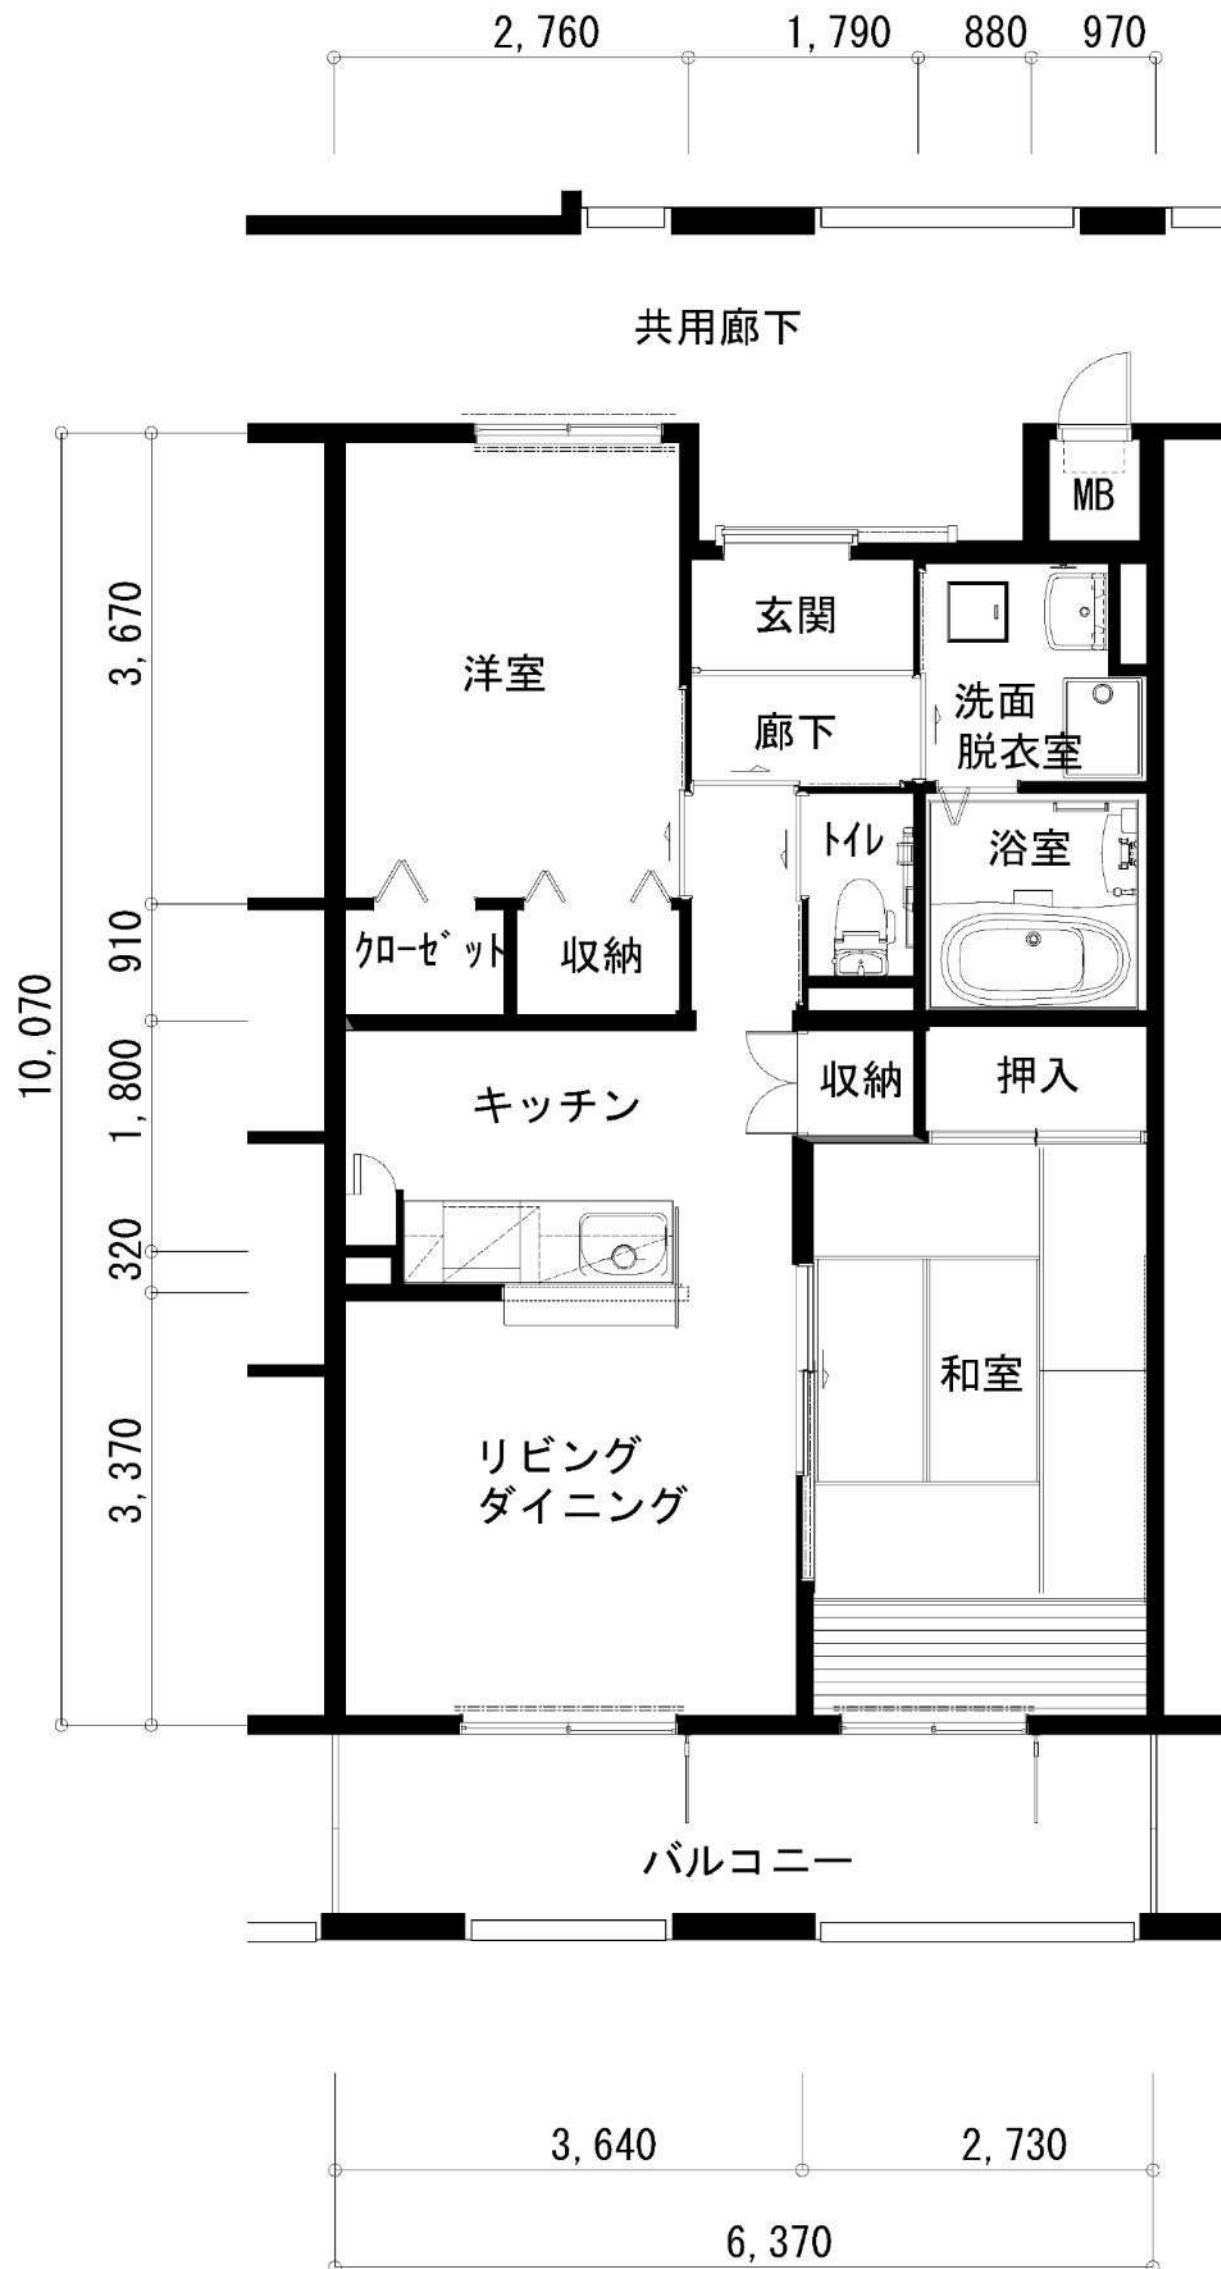 2,760
1,790
880
970
共用廊下
MB
3,670
玄関
洋室
洗面
脱衣室
廊下
トイレ
浴室
910
クローゼット
収納
10,070
1,800
キッチン
収納
押入
320
和室
3,370
リビング
ダイニング
バルコニー
3,640
2,730
6,370